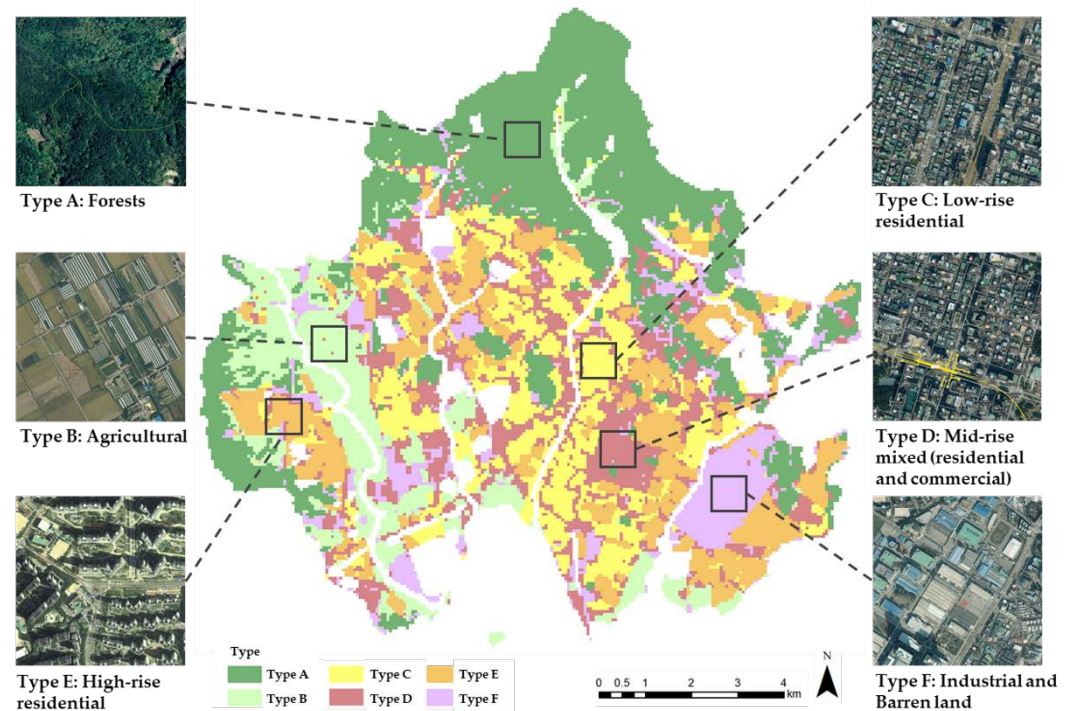 Type A: Forests
Type B: Agricultural
Type E: High-rise
residential
Type C: Low-rise
residential
Type D: Mid-rise
mixed (residential
and commercial)
Type F: Industrial and
Barren land
Type
Type A
Type C
Type E
Type B
Type D
Type F
0 0.5 1 2 3 4
km
N